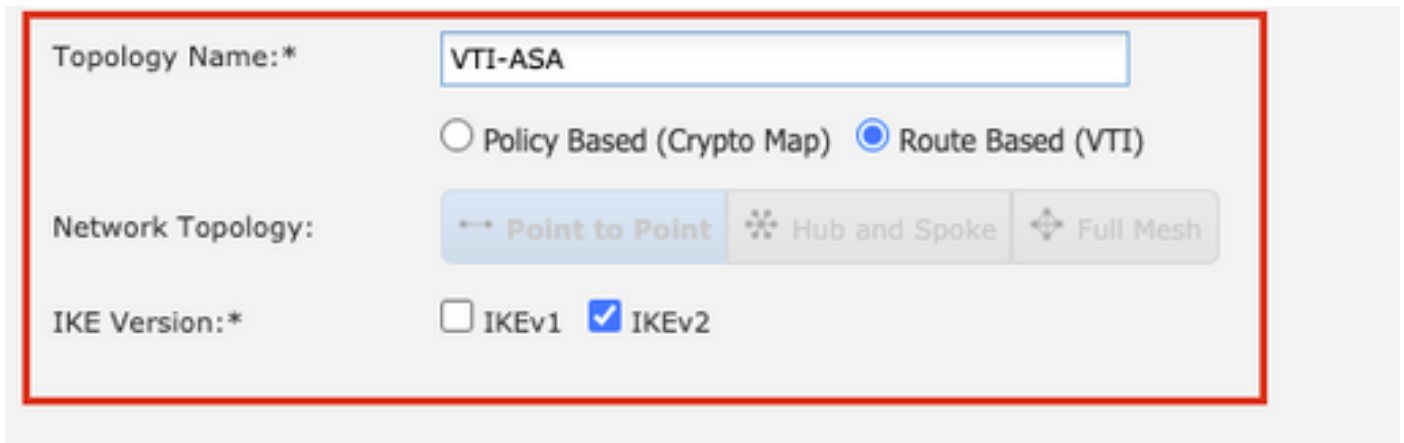 Topology Name:* VTI-ASA
Policy Based (Crypto Map) Route Based (VTI)
Network Topology: Point to Point Hub and Spoke Full Mesh
IKE Version:* IKEv1 IKEv2